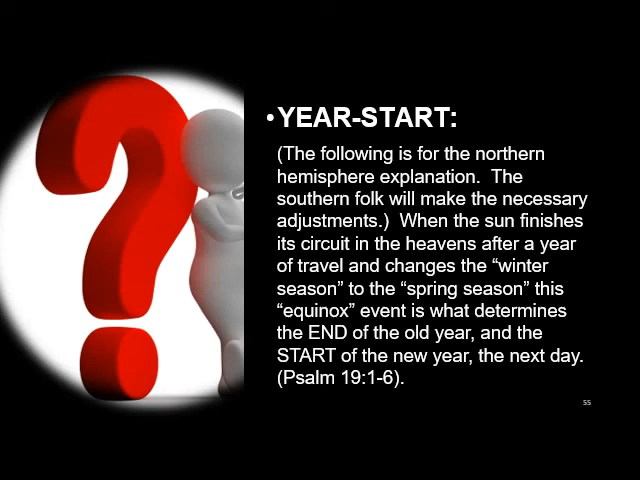 •YEAR-START:
(The following is for the northern
hemisphere explanation.  The
southern folk will make the necessary
adjustments.)  When the sun finishes
its circuit in the heavens after a year
of travel and changes the “winter
season” to the “spring season” this
“equinox” event is what determines
the END of the old year, and the
START of the new year, the next day.
(Psalm 19:1-6).
55